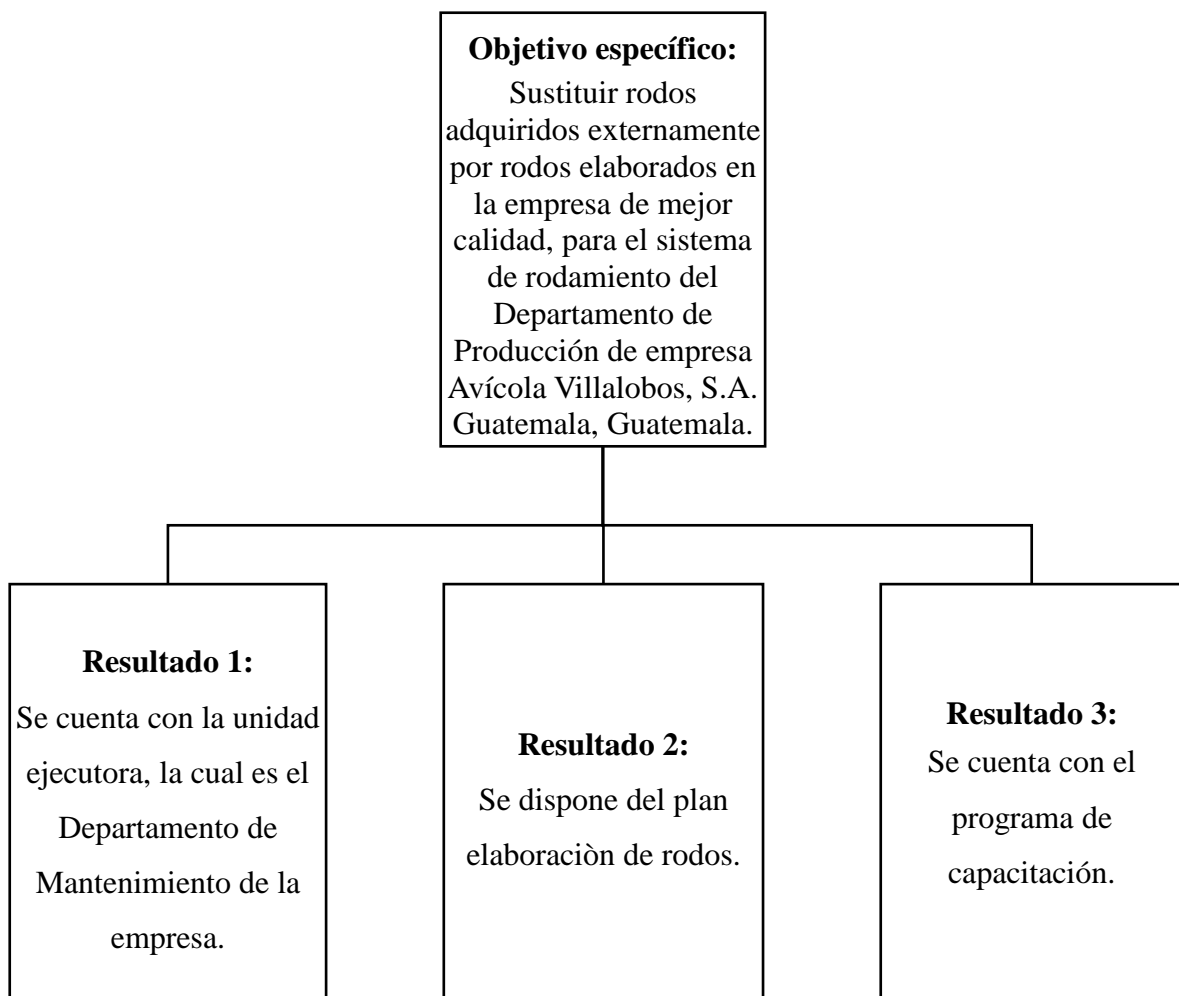 Objetivo específico:
Sustituir rodos
adquiridos externamente
por rodos elaborados en
la empresa de mejor
calidad, para el sistema
de rodamiento del
Departamento de
Producción de empresa
Avícola Villalobos, S.A.
Guatemala, Guatemala.
Resultado 1:
Se cuenta con la unidad
ejecutora, la cual es el
Departamento de
Mantenimiento de la
empresa.
Resultado 2:
Se dispone del plan
elaboraciòn de rodos.
Resultado 3:
Se cuenta con el
programa de
capacitación.